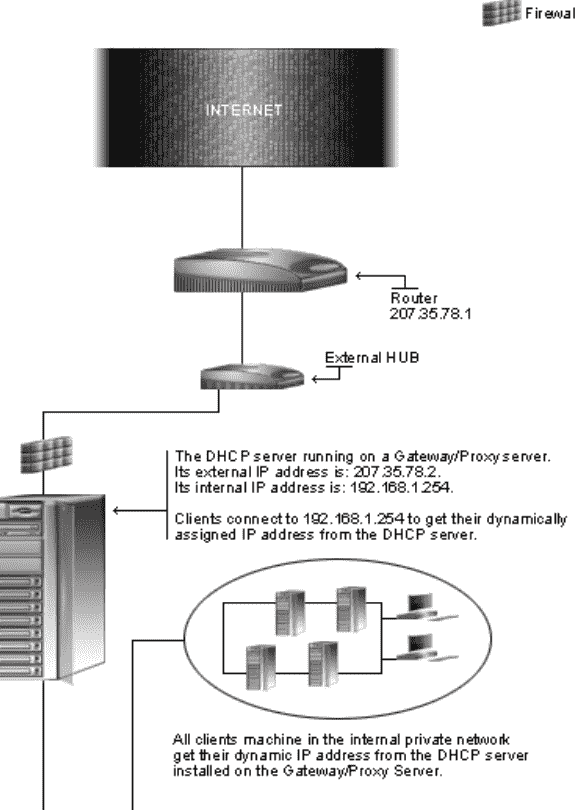 Firewal
INTERNET
Router
207.35.78.1
External HUB
The DHCP server running on a Gateway/Proxy server.
Its external IP address is: 207.35.78.2.
Its internal IP address is: 192.168.1.254.
Clients connect to 192.168.1.254 to get their dynamically
assigned IP address from the DHCP server.
All clients machine in the internal private network
get their dynamic IP address from the DHCP server
installed on the Gateway/Proxy Server.